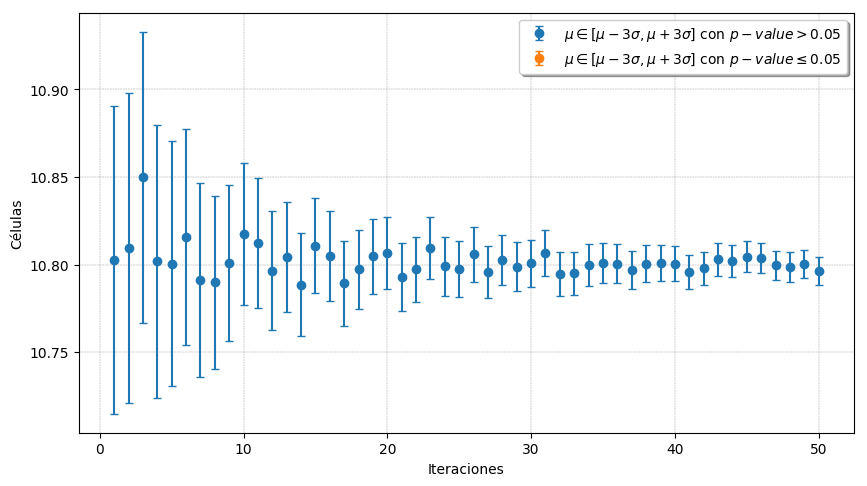 μ ∈ [μ − 3σ, μ + 3σ] con p − value > 0.05
μ ∈ [μ − 3σ, μ + 3σ] con p − value ≤ 0.05
10.90
10.85
10.80
10.75
Células
0 10 20 30 40 50
Iteraciones